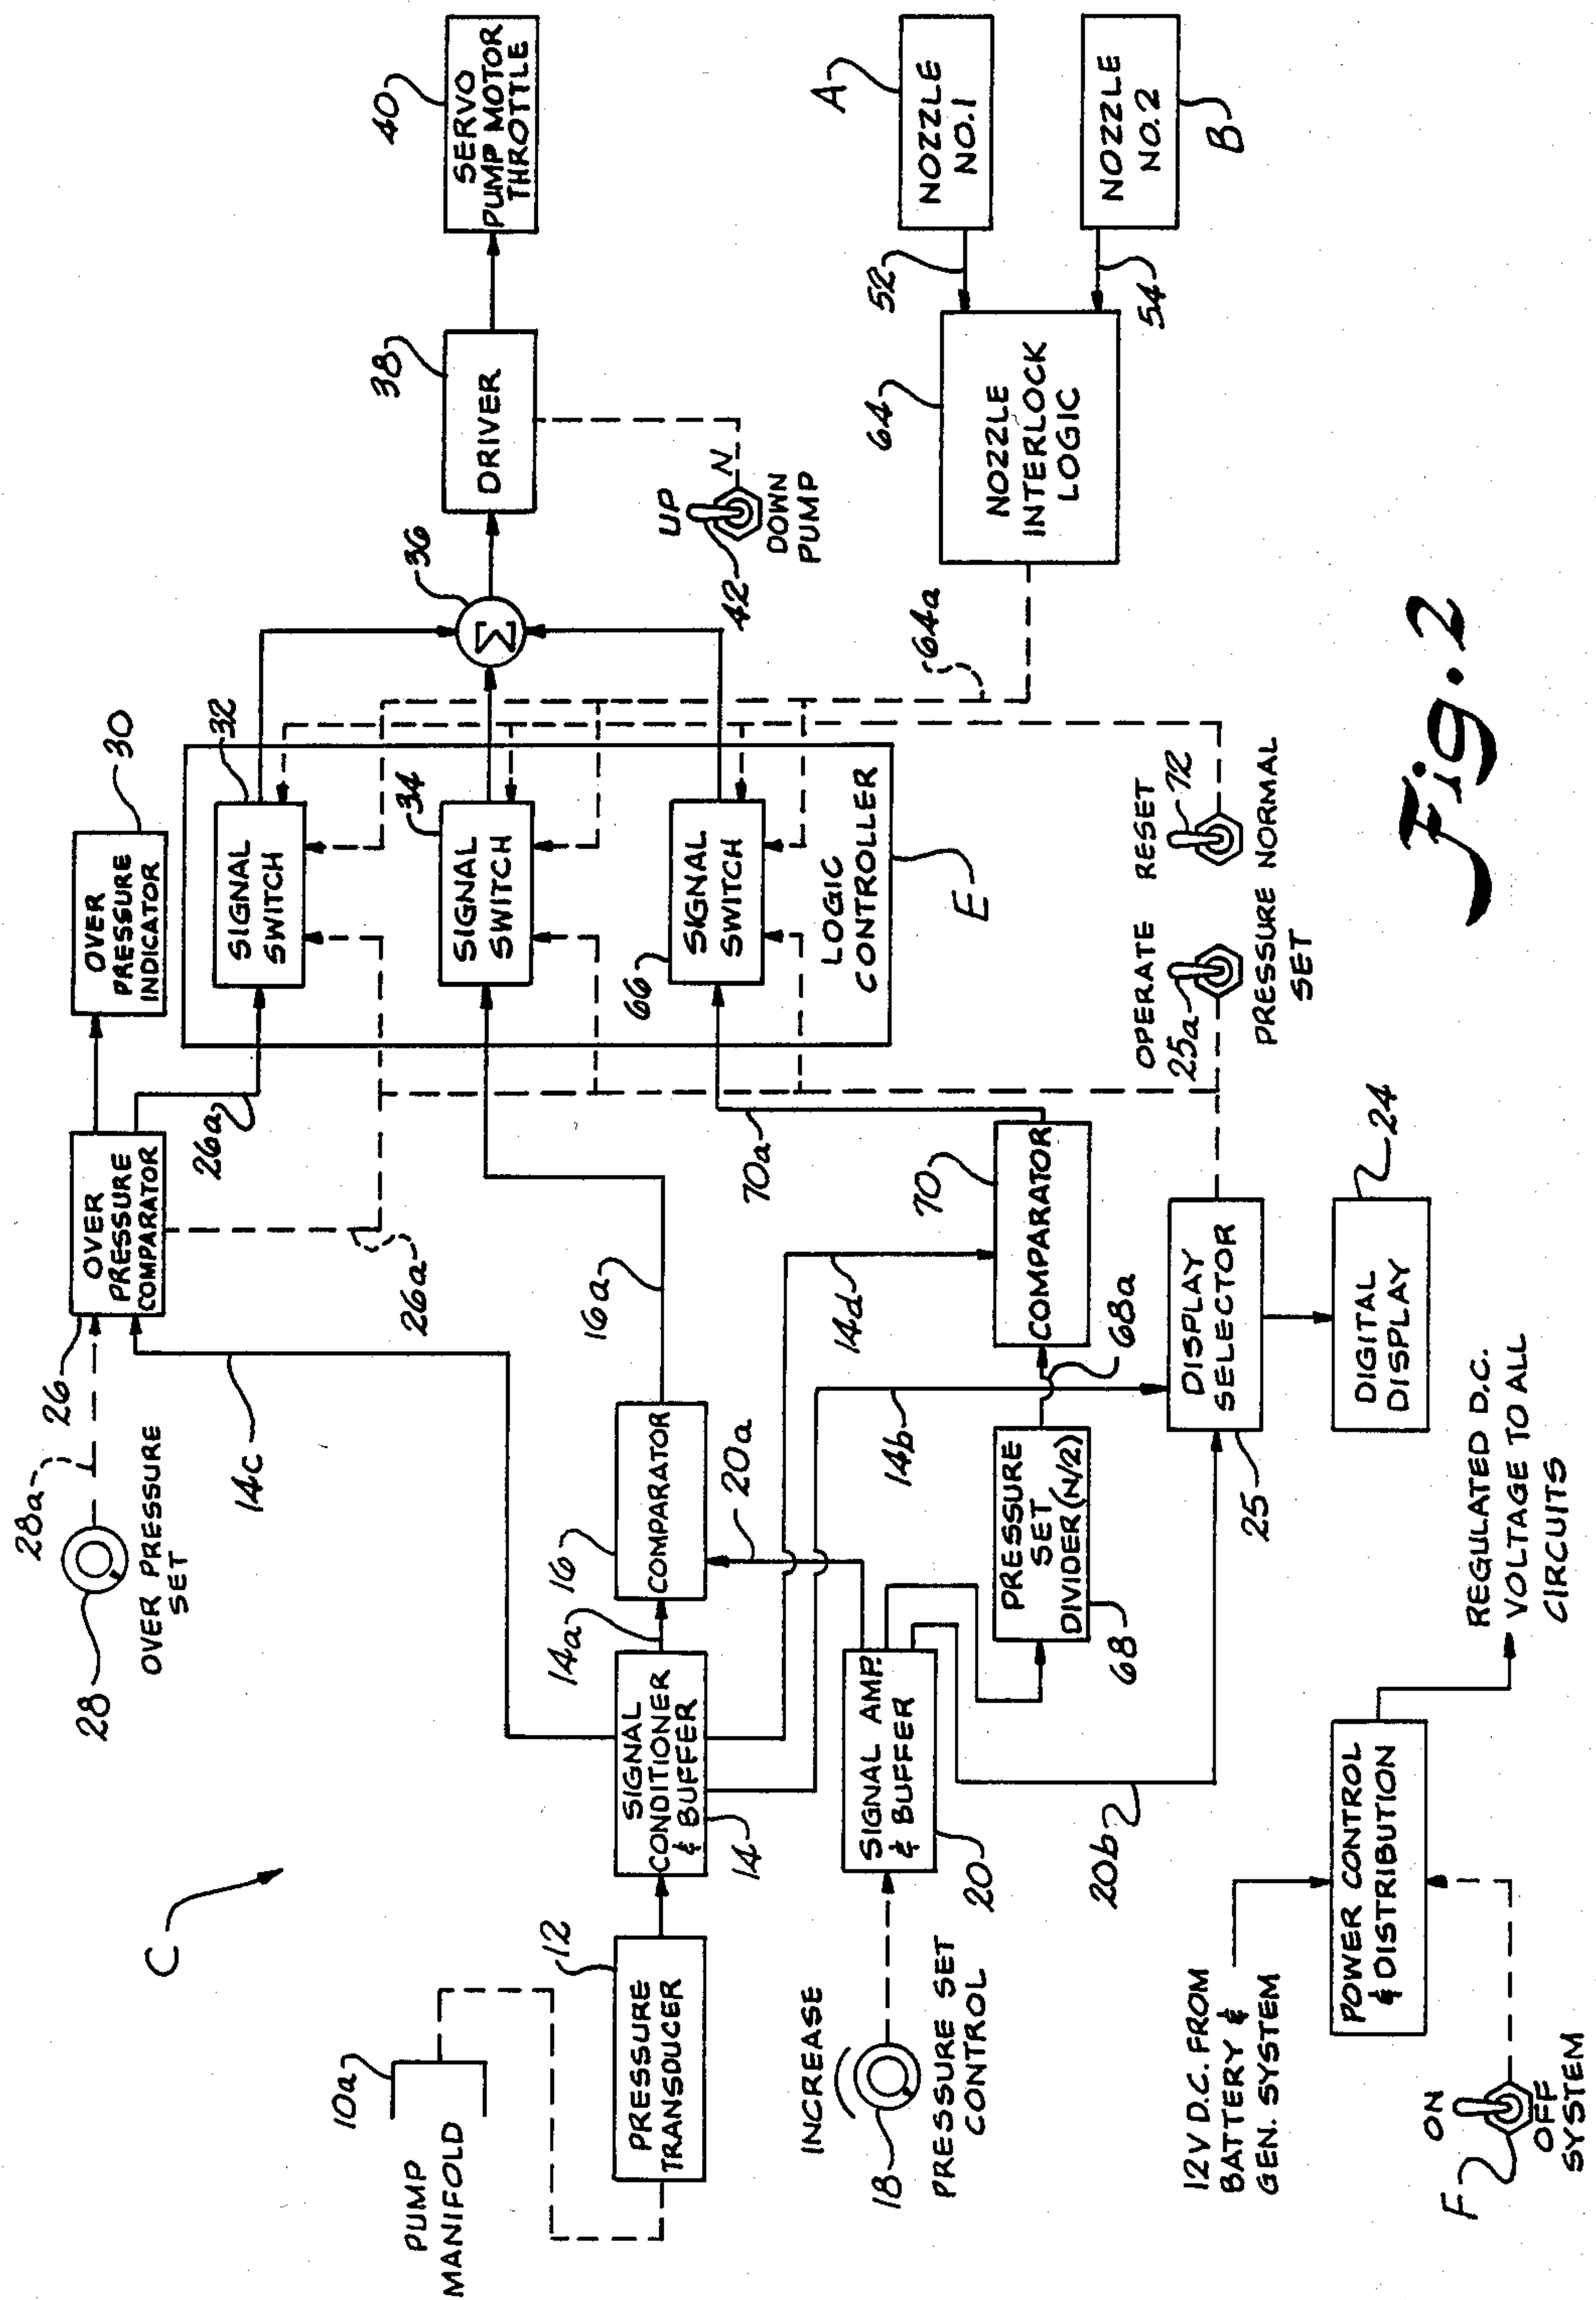 C
10a
PUMP
MANIFOLD
12
PRESSURE
TRANSDUCER
28a
28
OVER PRESSURE
SET
26
OVER
PRESSURE
COMPARATOR
26a
26a
30
OVER
PRESSURE
INDICATOR
14c
SIGNAL
CONDITIONER
& BUFFER
14
14a
16
COMPARATOR
16a
20a
14d
14b
INCREASE
18
PRESSURE SET
CONTROL
SIGNAL AMP.
& BUFFER
20
20b
PRESSURE
SET
DIVIDER (N/2)
68
68a
70
COMPARATOR
70a
DISPLAY
SELECTOR
25
DIGITAL
DISPLAY
24
32
SIGNAL
SWITCH
34
SIGNAL
SWITCH
66
SIGNAL
SWITCH
LOGIC
CONTROLLER
E
36
Σ
38
DRIVER
40
SERVO
PUMP MOTOR
THROTTLE
UP
N
42
DOWN
PUMP
64a
64
NOZZLE
INTERLOCK
LOGIC
52
54
A
NOZZLE
NO.1
NOZZLE
NO.2
B
OPERATE
25a
PRESSURE
SET
RESET
72
NORMAL
12V D.C. FROM
BATTERY &
GEN. SYSTEM
POWER CONTROL
& DISTRIBUTION
REGULATED D.C.
VOLTAGE TO ALL
CIRCUITS
F
ON
OFF
SYSTEM
Fig. 2